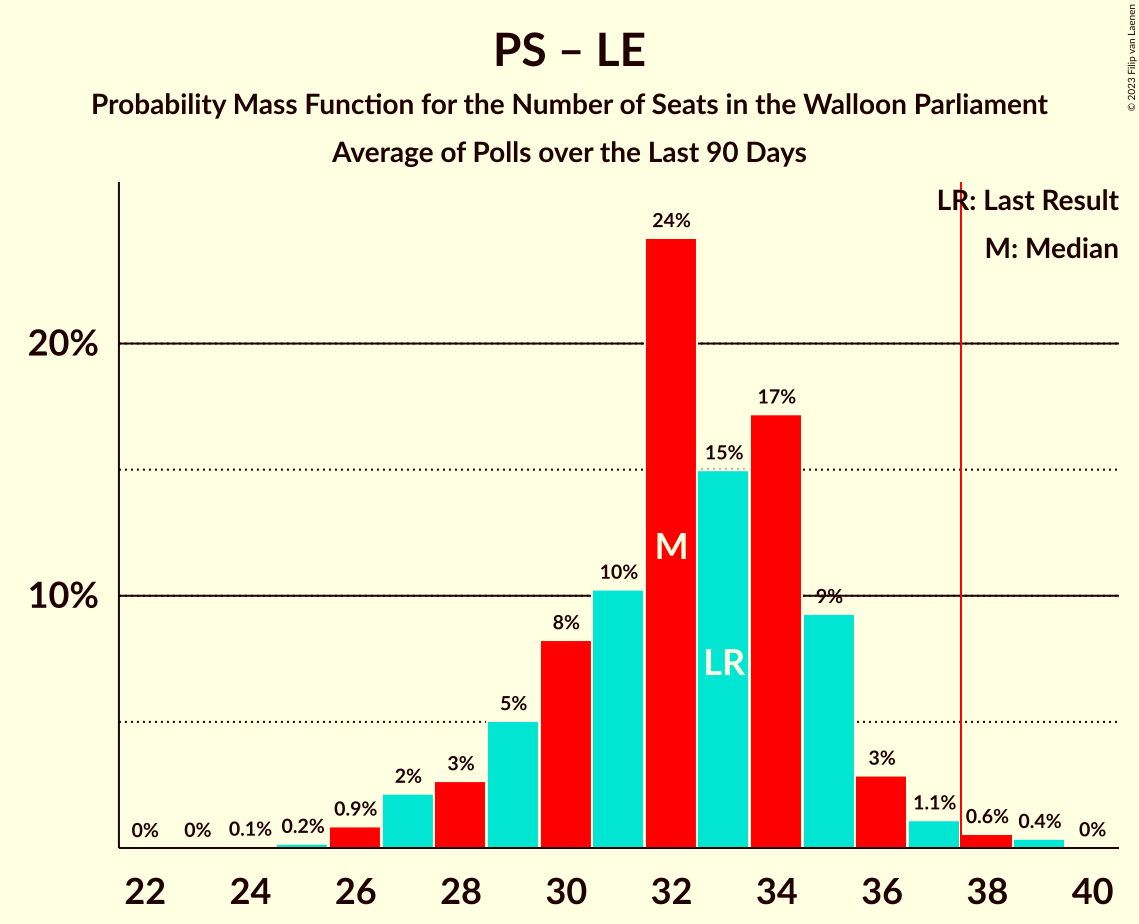 PS – LE
Probability Mass Function for the Number of Seats in the Walloon Parliament
Average of Polls over the Last 90 Days
© 2023 Filip van Laenen
LR: Last Result
M: Median
20%
10%
0%
0%
0.1%
0.2%
0.9%
2%
3%
5%
8%
10%
24%
15%
17%
9%
3%
1.1%
0.6%
0.4%
0%
M
LR
22 24 26 28 30 32 34 36 38 40